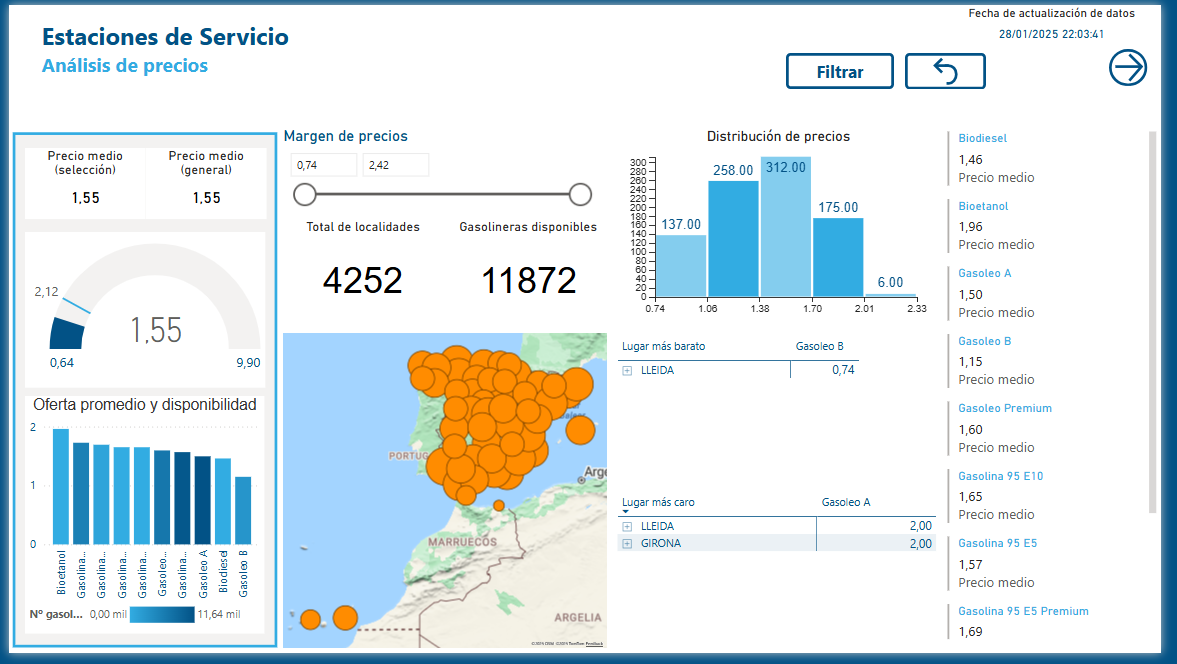 Estaciones de Servicio
Análisis de precios
Fecha de actualización de datos
28/01/2025 22:03:41
Filtrar
Precio medio
(selección)
1,55
Precio medio
(general)
1,55
2,12
1,55
0,64
9,90
Oferta promedio y disponibilidad
2
1
0
Bioetanol
Gasolina...
Gasolina...
Gasolina...
Gasolina...
Gasoleo...
Gasolina...
Gasoleo A
Biodiesel
Gasoleo B
Nº gasol...
0,00 mil
11,64 mil
Margen de precios
0,74
2,42
Total de localidades
Gasolineras disponibles
4252
11872
PORTUG
Arge
MARRUECOS
ARGELIA
Distribución de precios
300
280
260
240
220
200
180
160
140
120
100
80
60
40
20
0
137.00
258.00
312.00
175.00
6.00
0.74
1.06
1.38
1.70
2.01
2.33
Lugar más barato
Gasoleo B
LLEIDA
0,74
Lugar más caro
Gasoleo A
LLEIDA
2,00
GIRONA
2,00
Biodiesel
1,46
Precio medio
Bioetanol
1,96
Precio medio
Gasoleo A
1,50
Precio medio
Gasoleo B
1,15
Precio medio
Gasoleo Premium
1,60
Precio medio
Gasolina 95 E10
1,65
Precio medio
Gasolina 95 E5
1,57
Precio medio
Gasolina 95 E5 Premium
1,69